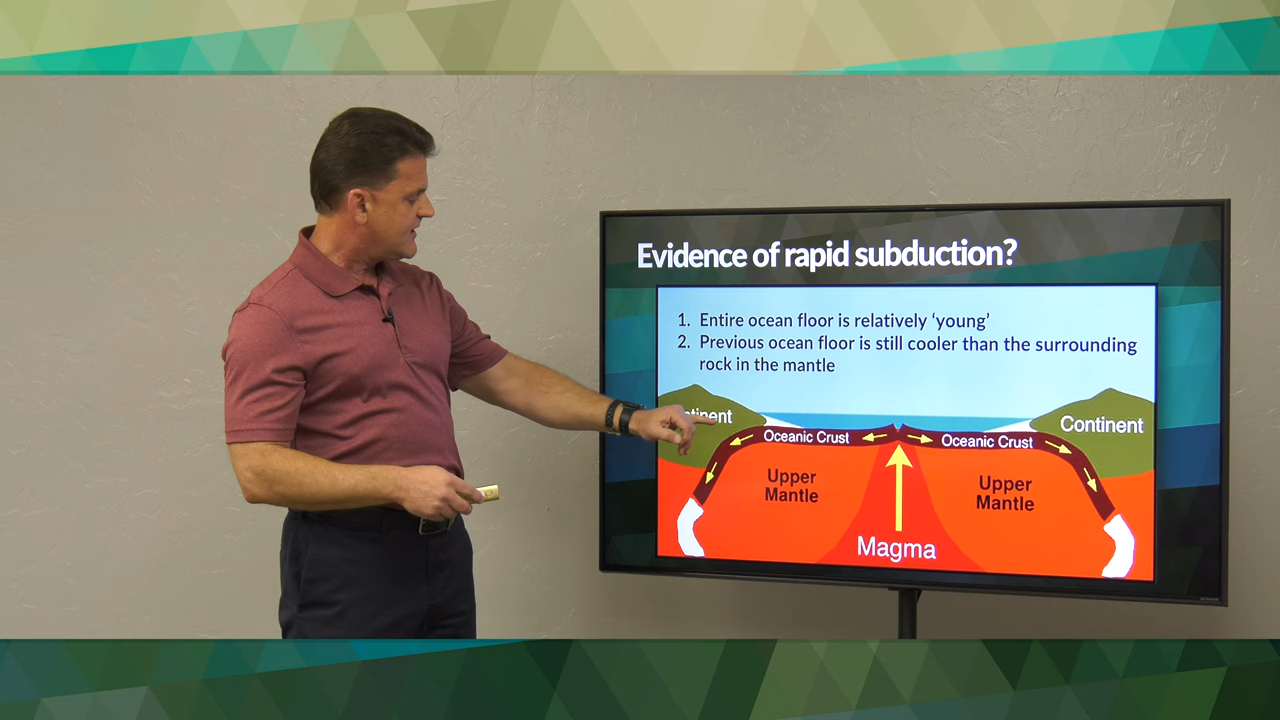 Evidence of rapid subduction?
1. Entire ocean floor is relatively ‘young’
2. Previous ocean floor is still cooler than the surrounding
rock in the mantle
Continent
Oceanic Crust
Oceanic Crust
Upper
Mantle
Upper
Mantle
Magma